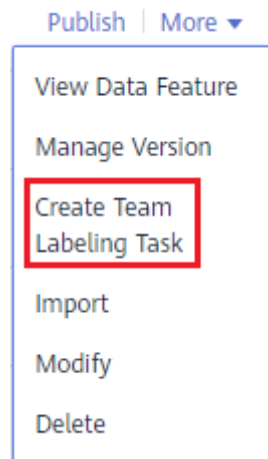 Publish More
View Data Feature
Manage Version
Create Team
Labeling Task
Import
Modify
Delete